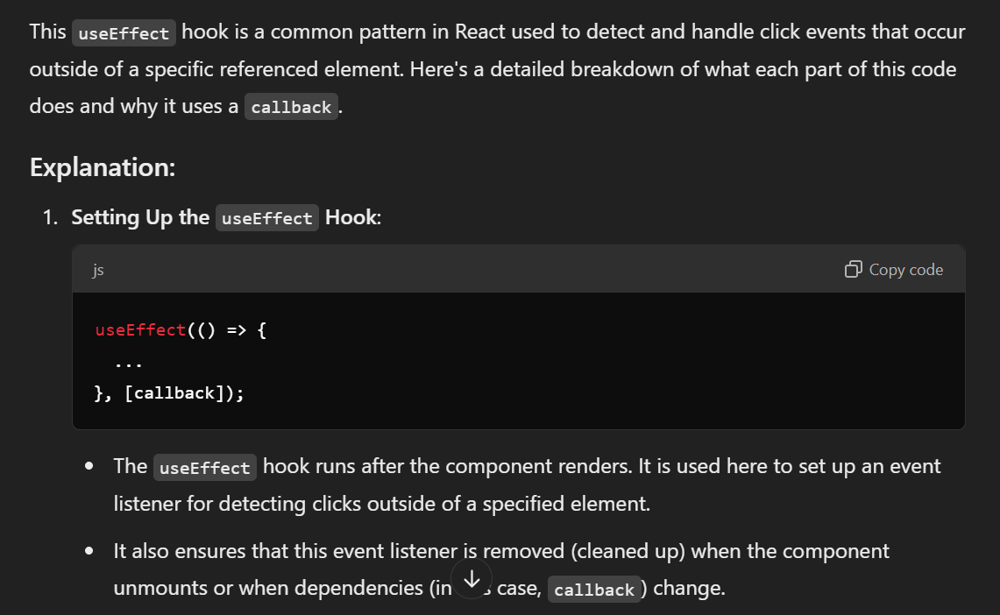 This useEffect hook is a common pattern in React used to detect and handle click events that occur
outside of a specific referenced element. Here's a detailed breakdown of what each part of this code
does and why it uses a callback.
Explanation:
1. Setting Up the useEffect Hook:
js
Copy code
useEffect(() => {
...
}, [callback]);
• The useEffect hook runs after the component renders. It is used here to set up an event
listener for detecting clicks outside of a specified element.
• It also ensures that this event listener is removed (cleaned up) when the component
unmounts or when dependencies (in case, callback) change.